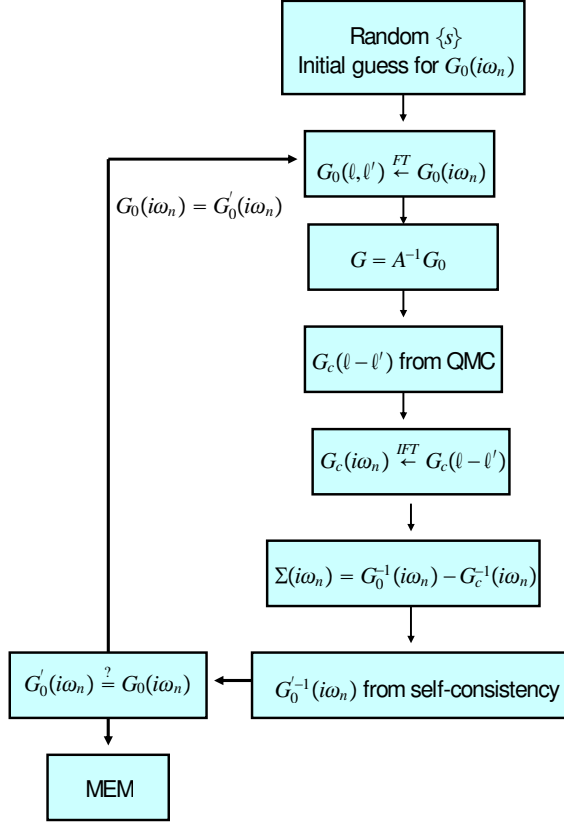 Random {s}
Initial guess for G₀(iωₙ)
G₀(ℓ,ℓ′) FT← G₀(iωₙ)
G₀(iωₙ) = G₀′(iωₙ)
G = A⁻¹G₀
G_c(ℓ − ℓ′) from QMC
G_c(iωₙ) IFT← G_c(ℓ − ℓ′)
Σ(iωₙ) = G₀⁻¹(iωₙ) − G_c⁻¹(iωₙ)
G₀′(iωₙ) ?= G₀(iωₙ)
G₀′⁻¹(iωₙ) from self-consistency
MEM